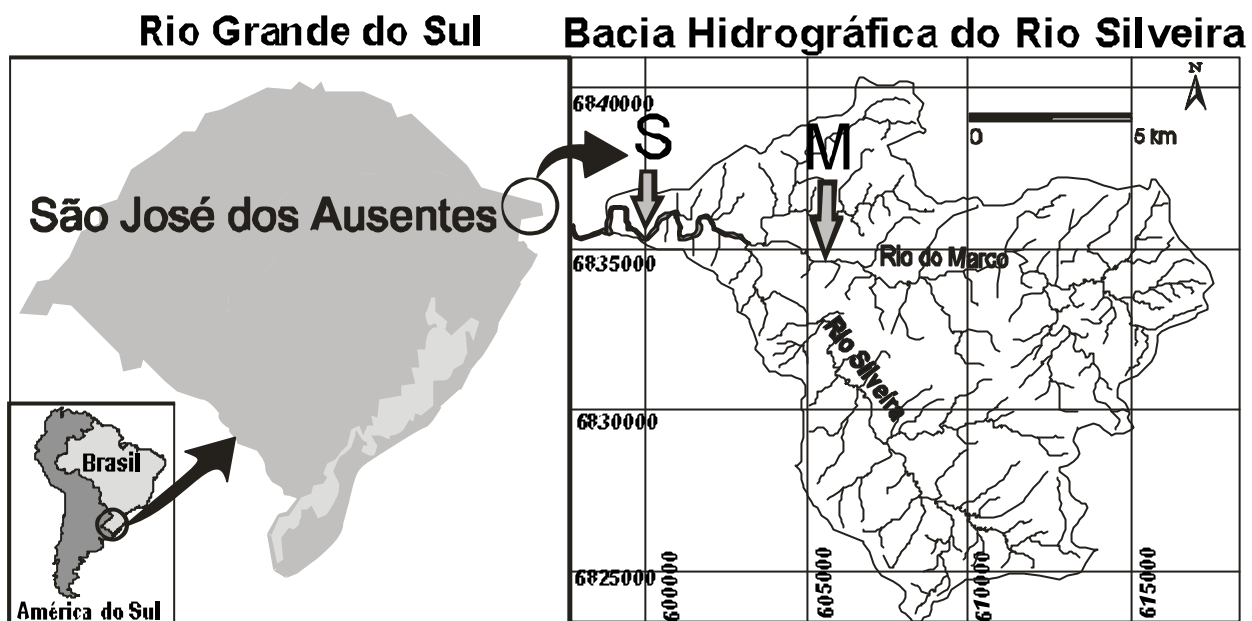 Rio Grande do Sul
Bacia Hidrográfica do Rio Silveira
São José dos Ausentes
Brasil
América do Sul
N
0
5 km
S
M
Rio do Marco
Rio Silveira
6840000
6835000
6830000
6825000
600000
605000
610000
615000